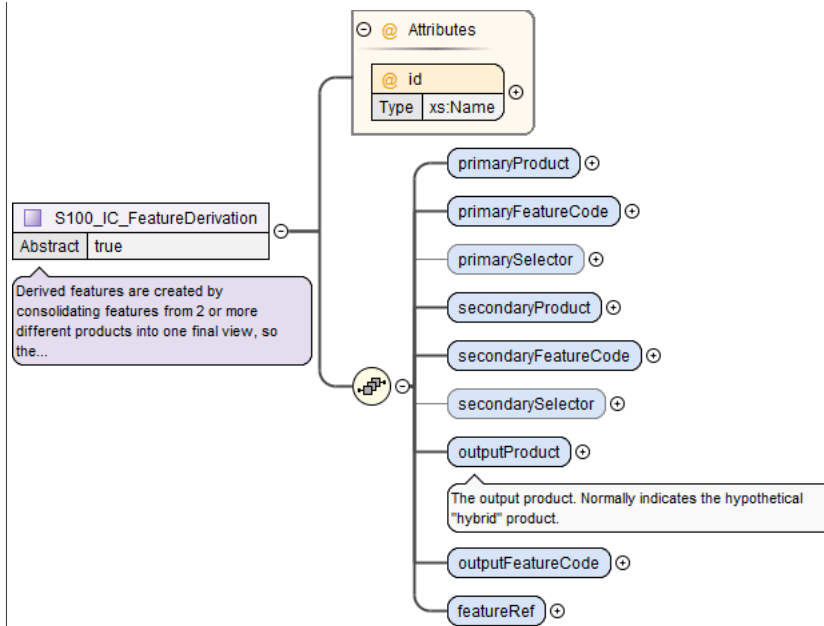 @ Attributes
@ id
Type xs:Name
primaryProduct
primaryFeatureCode
S100_IC_FeatureDerivation
Abstract true
primarySelector
Derived features are created by
consolidating features from 2 or more
different products into one final view, so
the...
secondaryProduct
secondaryFeatureCode
secondarySelector
outputProduct
The output product. Normally indicates the hypothetical
"hybrid" product.
outputFeatureCode
featureRef